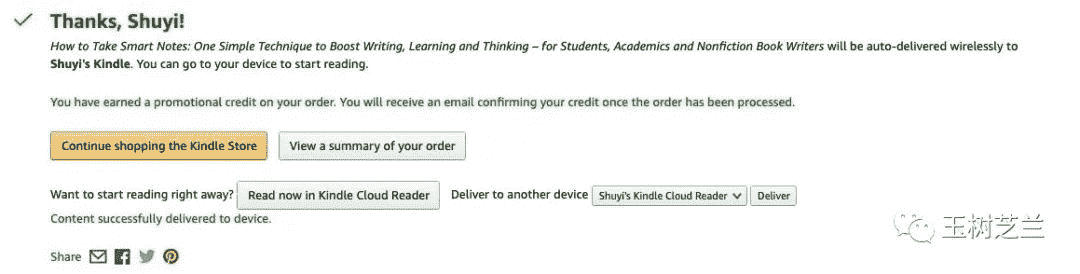 Thanks, Shuyi!
How to Take Smart Notes: One Simple Technique to Boost Writing, Learning and Thinking – for Students, Academics and Nonfiction Book Writers will be auto-delivered wirelessly to
Shuyi's Kindle. You can go to your device to start reading.
You have earned a promotional credit on your order. You will receive an email confirming your credit once the order has been processed.
Continue shopping the Kindle Store View a summary of your order
Want to start reading right away? Read now in Kindle Cloud Reader Deliver to another device Shuyi's Kindle Cloud Reader Deliver
Content successfully delivered to device.
玉树芝兰
Share